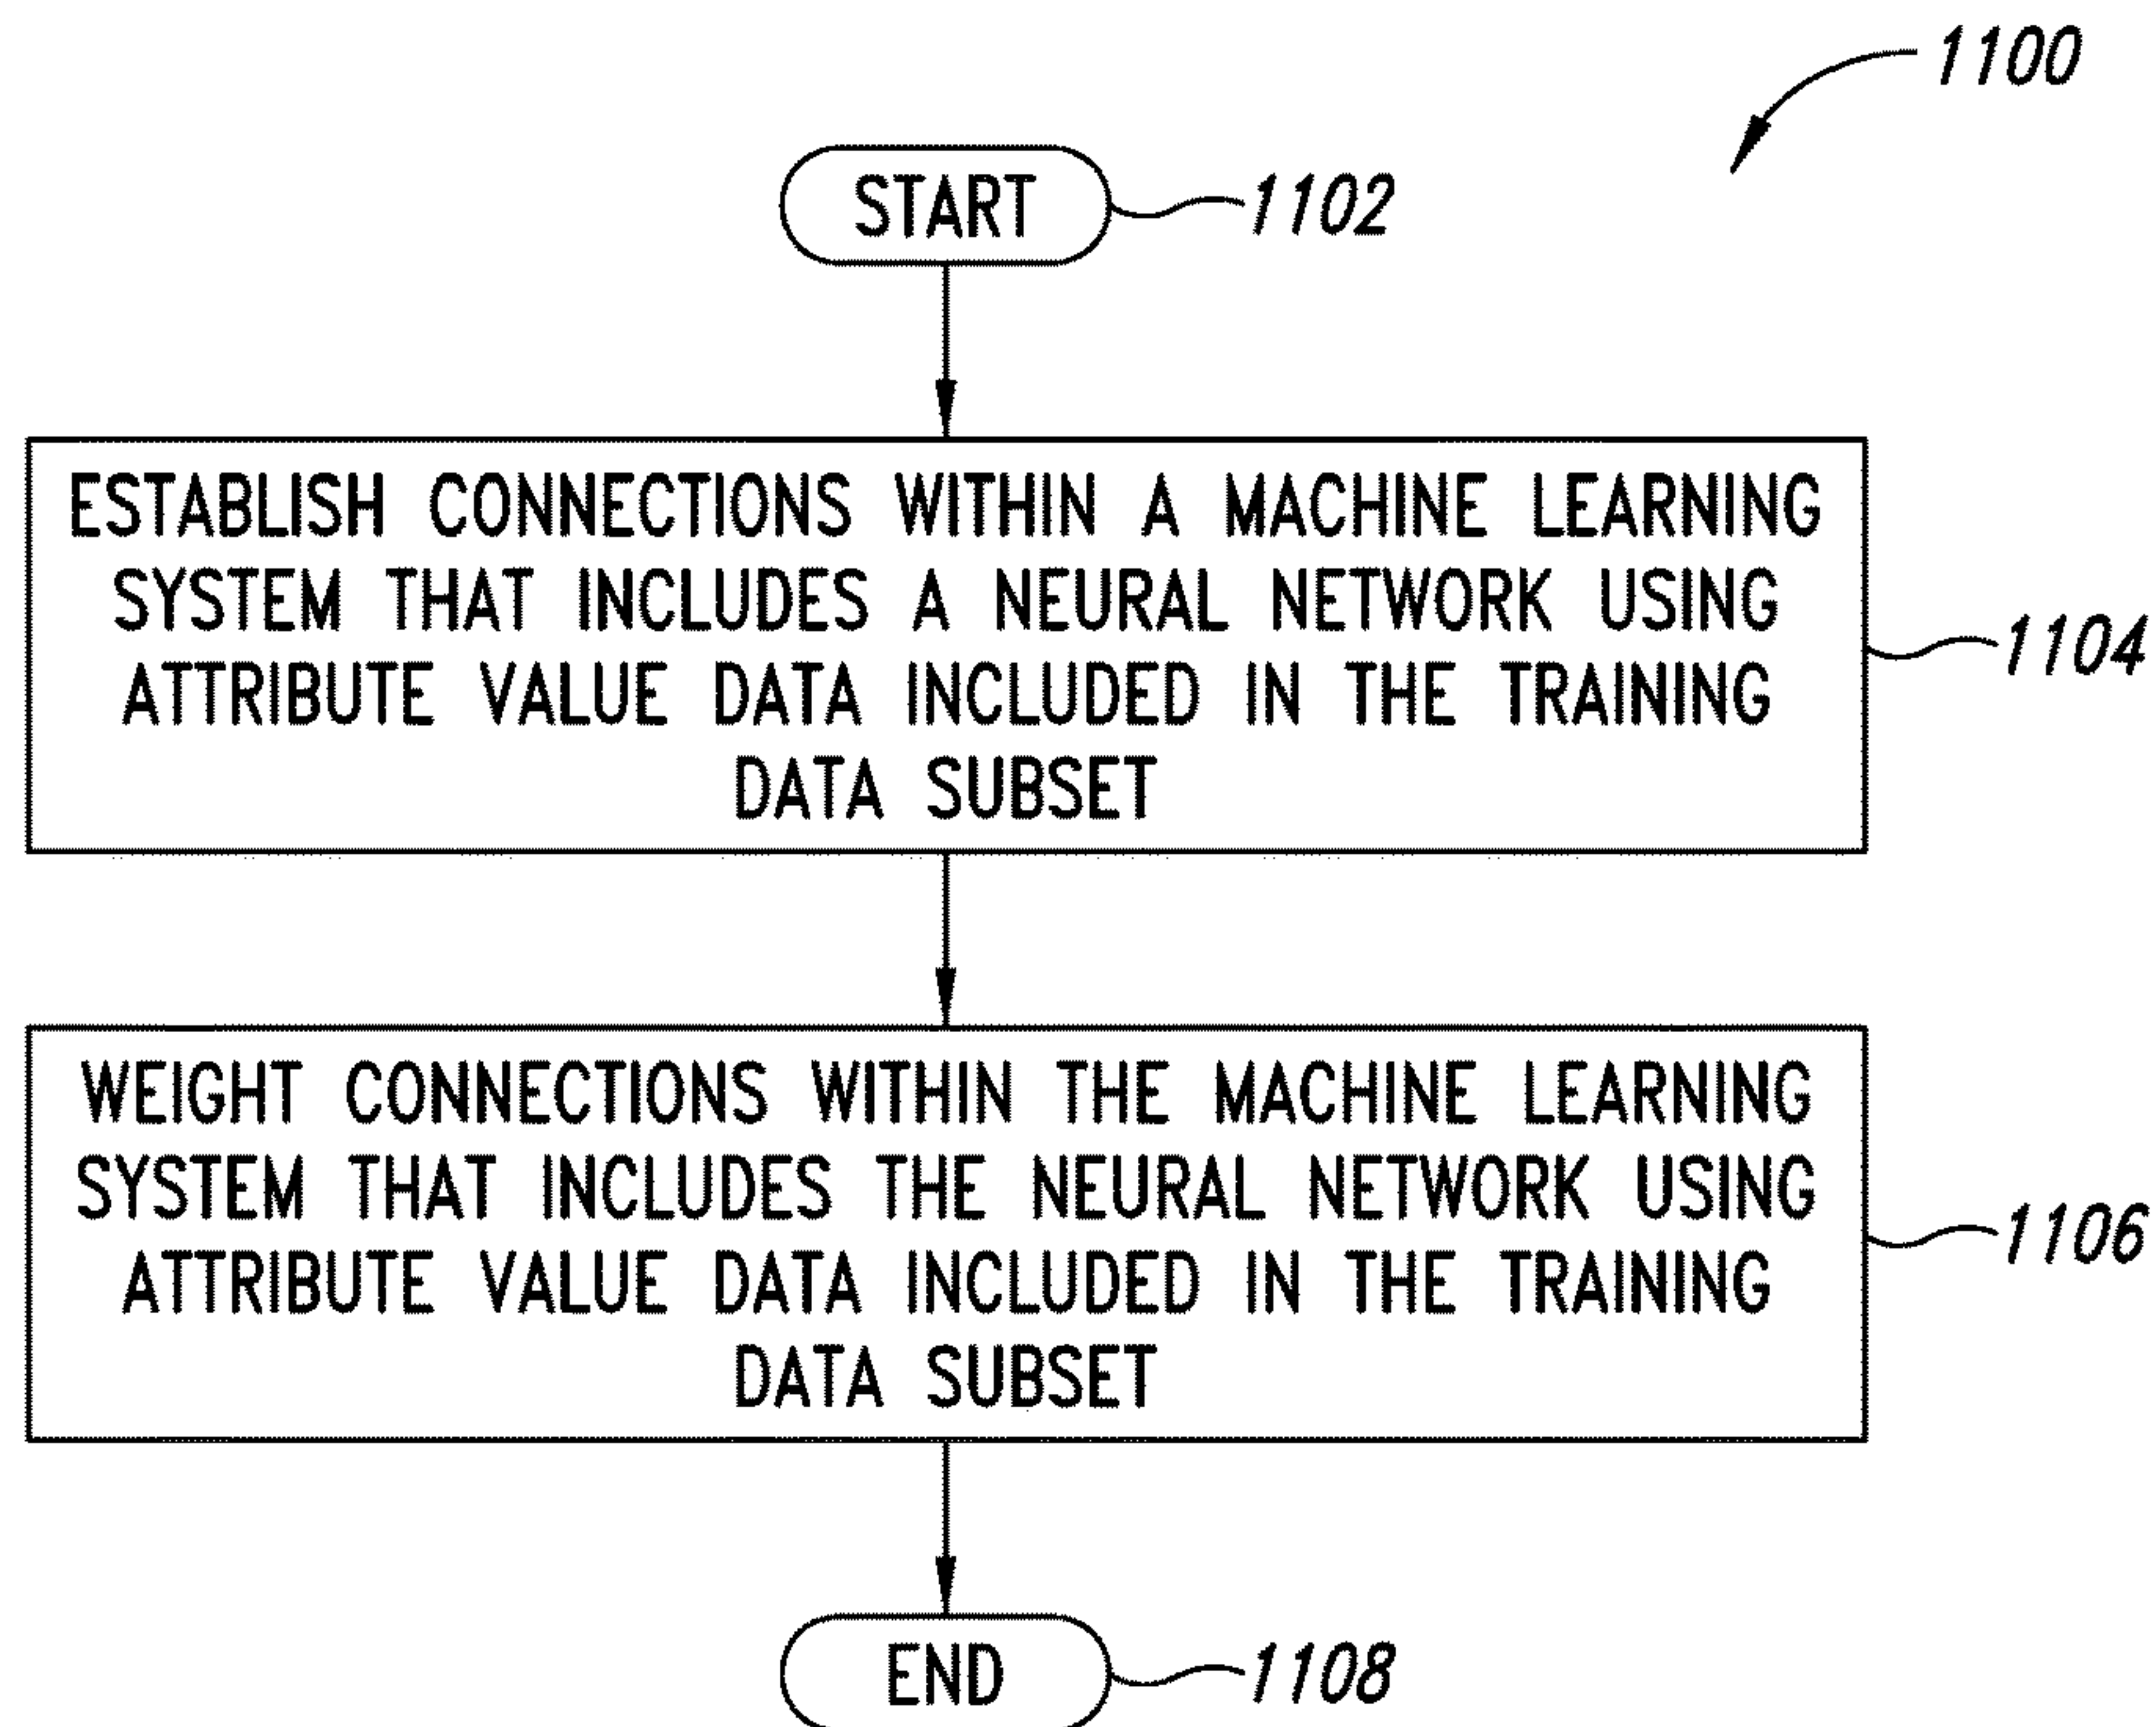 1100
START
1102
ESTABLISH CONNECTIONS WITHIN A MACHINE LEARNING
SYSTEM THAT INCLUDES A NEURAL NETWORK USING
ATTRIBUTE VALUE DATA INCLUDED IN THE TRAINING
DATA SUBSET
1104
WEIGHT CONNECTIONS WITHIN THE MACHINE LEARNING
SYSTEM THAT INCLUDES THE NEURAL NETWORK USING
ATTRIBUTE VALUE DATA INCLUDED IN THE TRAINING
DATA SUBSET
1106
END
1108